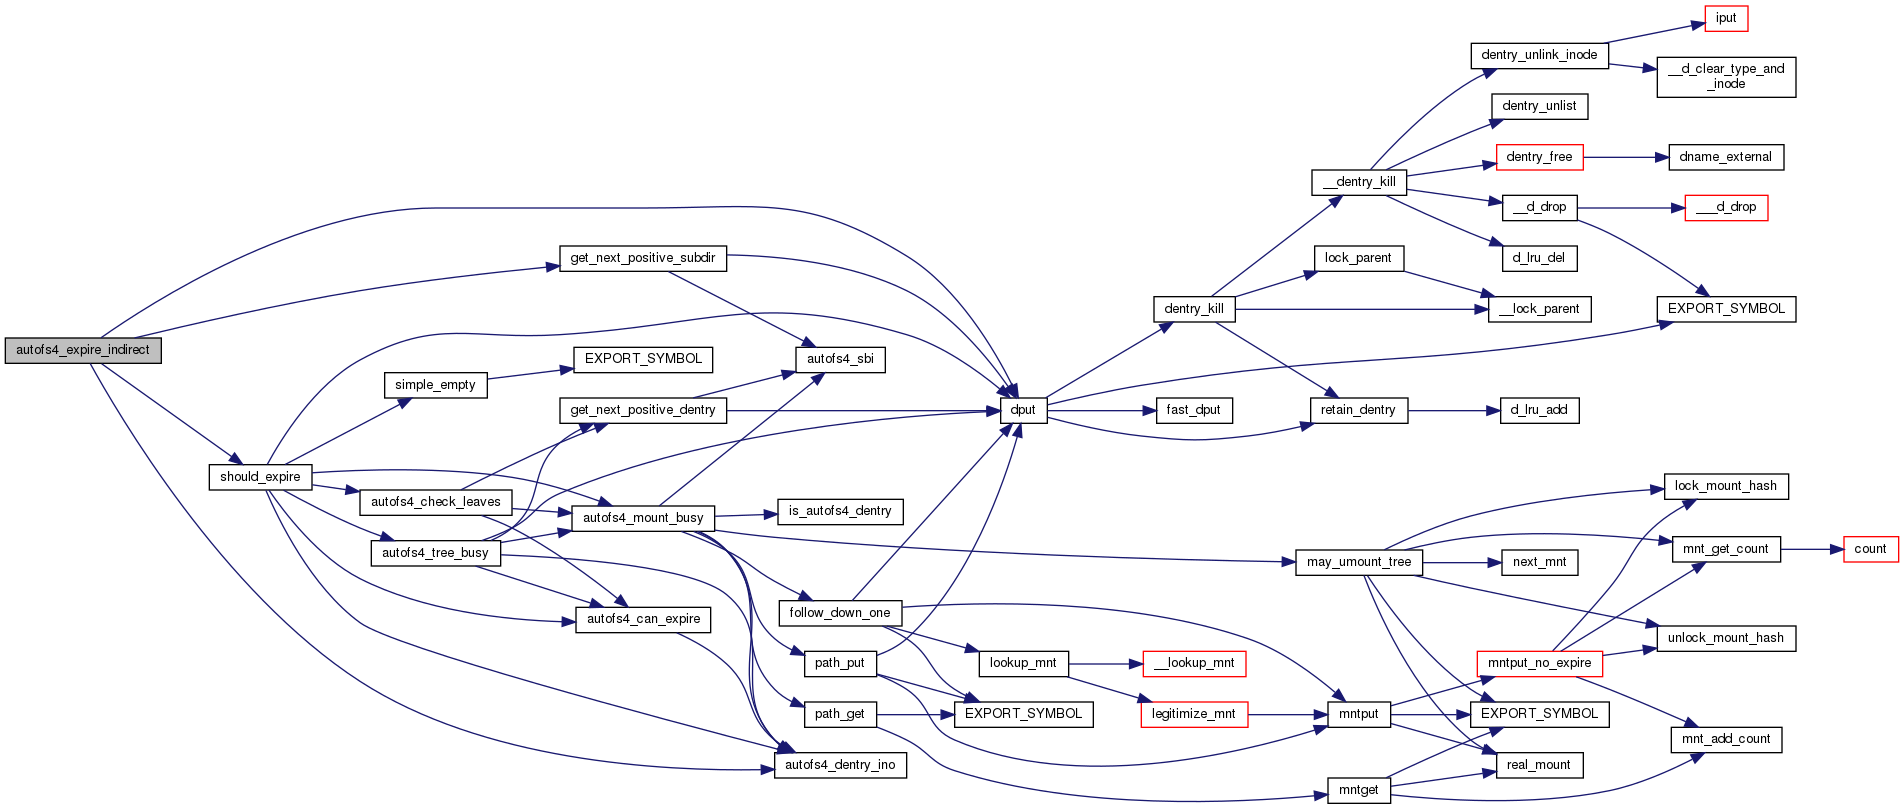 iput
dentry_unlink_inode
__d_clear_type_and
_inode
dentry_unlist
dentry_free
dname_external
__dentry_kill
__d_drop
___d_drop
d_lru_del
get_next_positive_subdir
lock_parent
dentry_kill
__lock_parent
EXPORT_SYMBOL
autofs4_expire_indirect
EXPORT_SYMBOL
autofs4_sbi
simple_empty
get_next_positive_dentry
dput
fast_dput
retain_dentry
d_lru_add
should_expire
autofs4_check_leaves
lock_mount_hash
autofs4_mount_busy
is_autofs4_dentry
autofs4_tree_busy
may_umount_tree
next_mnt
mnt_get_count
count
autofs4_can_expire
follow_down_one
unlock_mount_hash
path_put
lookup_mnt
__lookup_mnt
mntput_no_expire
path_get
EXPORT_SYMBOL
legitimize_mnt
mntput
EXPORT_SYMBOL
mnt_add_count
autofs4_dentry_ino
real_mount
mntget